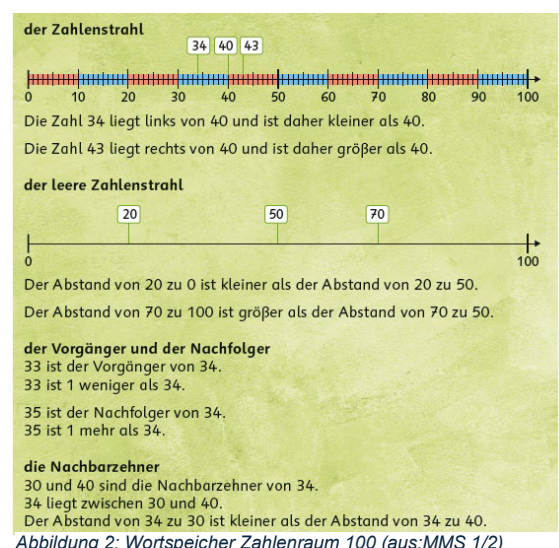 der Zahlenstrahl
34 40 43
0 10 20 30 40 50 60 70 80 90 100
Die Zahl 34 liegt links von 40 und ist daher kleiner als 40.
Die Zahl 43 liegt rechts von 40 und ist daher größer als 40.
der leere Zahlenstrahl
20 50 70
0 100
Der Abstand von 20 zu 0 ist kleiner als der Abstand von 20 zu 50.
Der Abstand von 70 zu 100 ist größer als der Abstand von 70 zu 50.
der Vorgänger und der Nachfolger
33 ist der Vorgänger von 34.
33 ist 1 weniger als 34.
35 ist der Nachfolger von 34.
35 ist 1 mehr als 34.
die Nachbarzehner
30 und 40 sind die Nachbarzehner von 34.
34 liegt zwischen 30 und 40.
Der Abstand von 34 zu 30 ist kleiner als der Abstand von 34 zu 40.
Abbildung 2: Wortspeicher Zahlenraum 100 (aus:MMS 1/2)